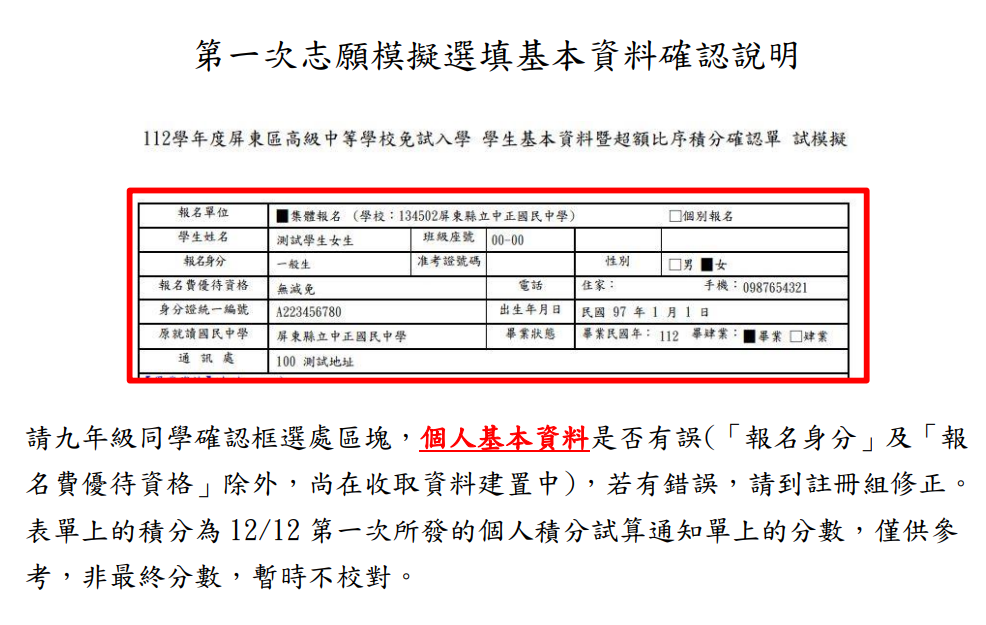 第一次志願模擬選填基本資料確認說明
112學年度屏東區高級中等學校免試入學 學生基本資料暨超額比序積分確認單 試模擬
報名單位 ■集體報名 (學校：134502屏東縣立中正國民中學) □個別報名
學生姓名 測試學生女生 班級座號 00-00
報名身分 一般生 准考證號碼 性別 □男 ■女
報名費優待資格 無減免 電話 住家： 手機：0987654321
身分證統一編號 A223456780 出生年月日 民國 97 年 1 月 1 日
原就讀國民中學 屏東縣立中正國民中學 畢業狀態 畢業民國年： 112 畢肄業：■畢業 □肄業
通 訊 處 100 測試地址
請九年級同學確認框選處區塊，個人基本資料是否有誤(「報名身分」及「報
名費優待資格」除外，尚在收取資料建置中)，若有錯誤，請到註冊組修正。
表單上的積分為 12/12 第一次所發的個人積分試算通知單上的分數，僅供參
考，非最終分數，暫時不校對。